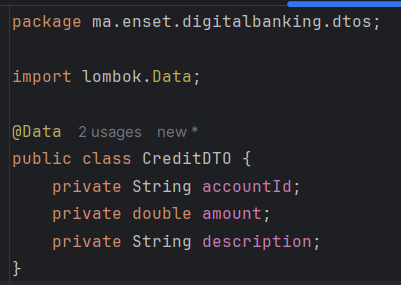 package ma.enset.digitalbanking.dtos;
import lombok.Data;
@Data 2 usages new *
public class CreditDTO {
    private String accountId;
    private double amount;
    private String description;
}